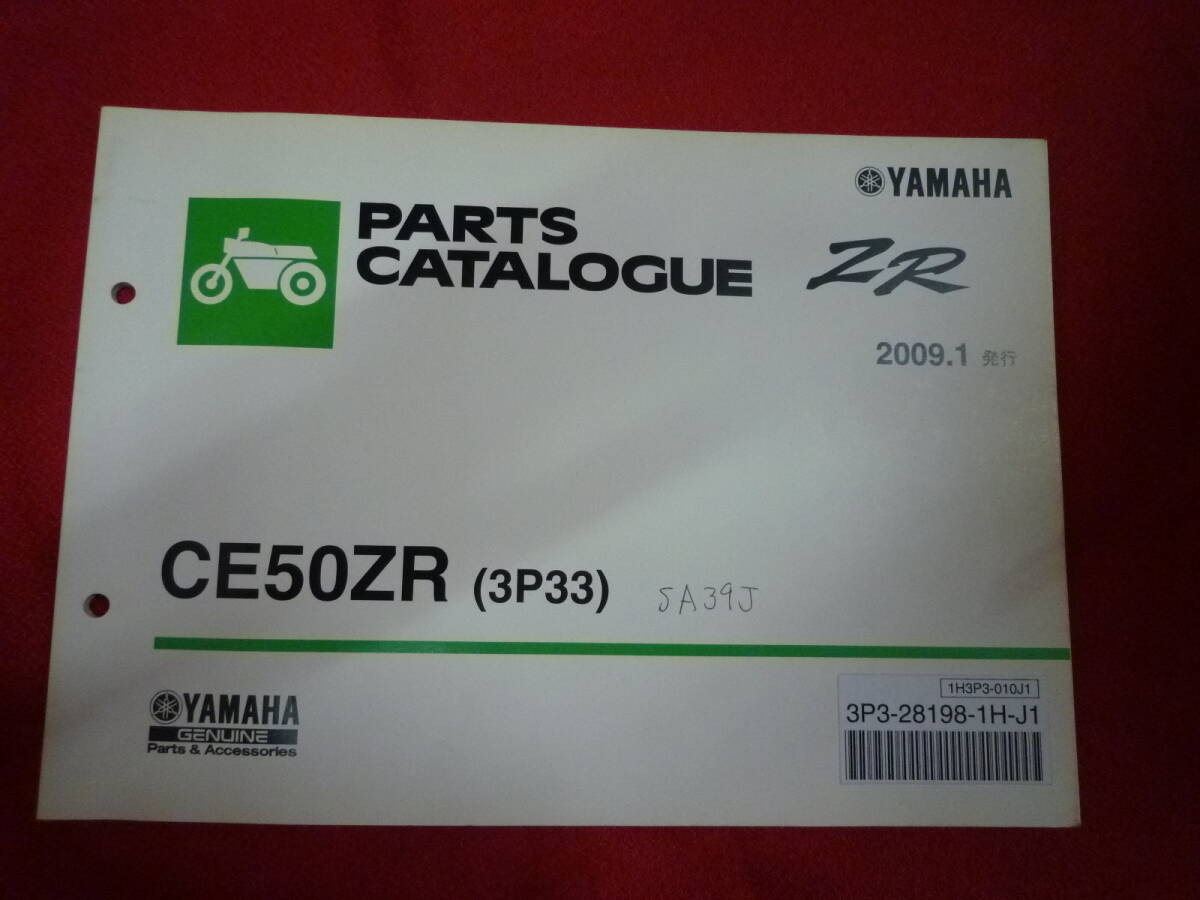 YAMAHA
PARTS
CATALOGUE
ZR
2009.1 発行
CE50ZR (3P33) SA39J
YAMAHA
GENUINE
Parts & Accessories
1H3P3-010J1
3P3-28198-1H-J1